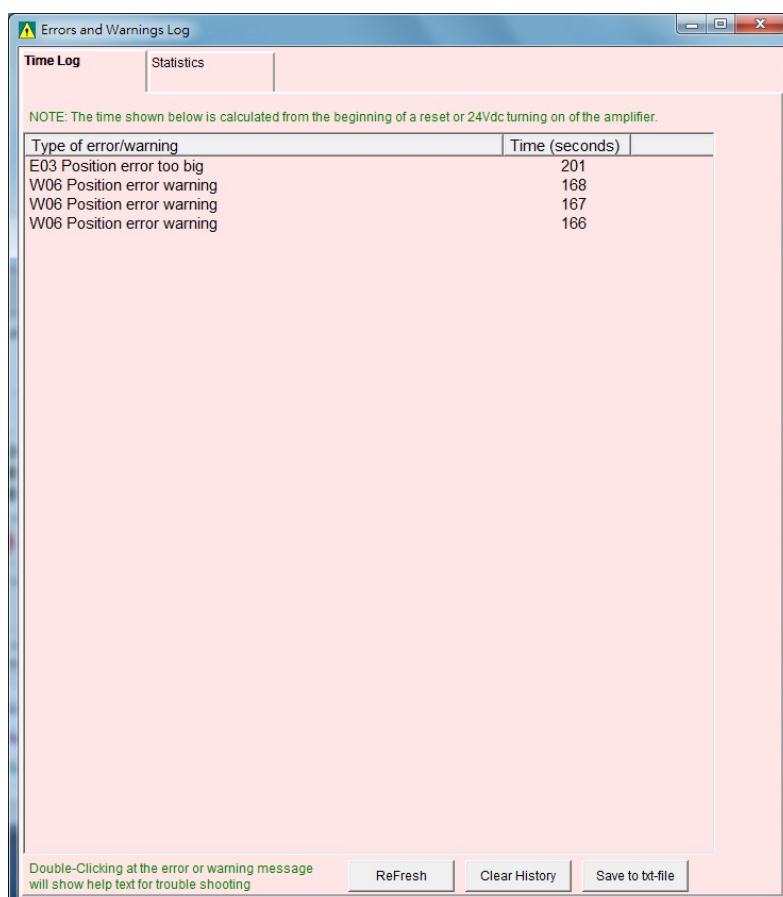 Errors and Warnings Log
Time Log Statistics
NOTE: The time shown below is calculated from the beginning of a reset or 24Vdc turning on of the amplifier.
Type of error/warning Time (seconds)
E03 Position error too big 201
W06 Position error warning 168
W06 Position error warning 167
W06 Position error warning 166
Double-Clicking at the error or warning message
will show help text for trouble shooting
ReFresh Clear History Save to txt-file